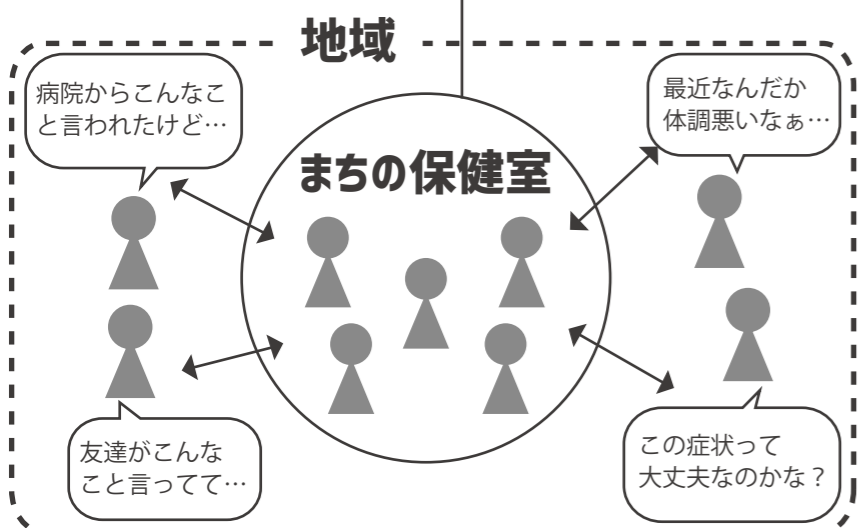 地域
病院からこんなこ
と言われたけど…
最近なんだか
体調悪いなぁ…
まちの保健室
友達がこんな
こと言ってて…
この症状って
大丈夫なのかな？